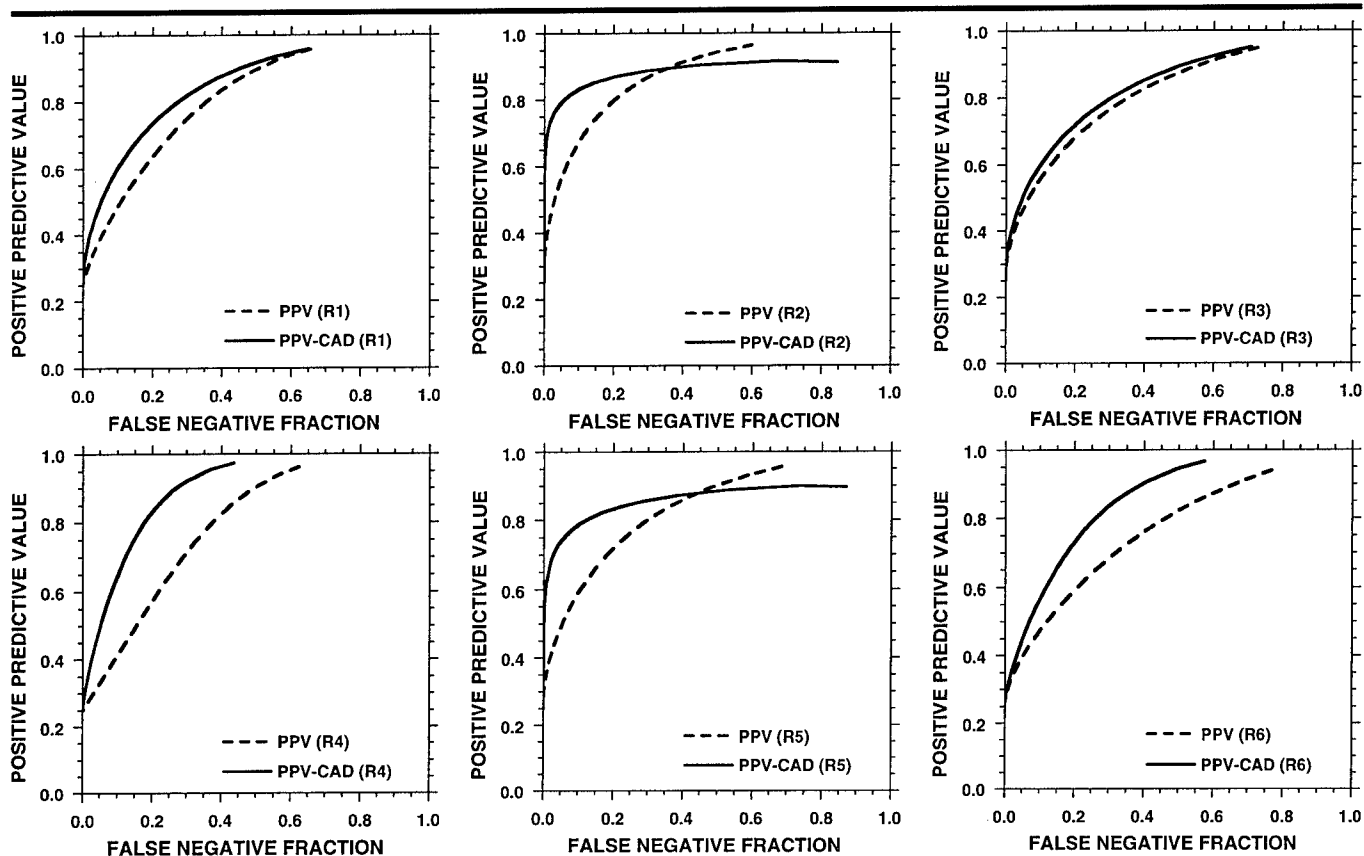 POSITIVE PREDICTIVE VALUE
1.0
0.8
0.6
0.4
0.2
0.0
PPV (R1)
PPV-CAD (R1)
0.0 0.2 0.4 0.6 0.8 1.0
FALSE NEGATIVE FRACTION
POSITIVE PREDICTIVE VALUE
1.0
0.8
0.6
0.4
0.2
0.0
PPV (R2)
PPV-CAD (R2)
0.0 0.2 0.4 0.6 0.8 1.0
FALSE NEGATIVE FRACTION
POSITIVE PREDICTIVE VALUE
1.0
0.8
0.6
0.4
0.2
0.0
PPV (R3)
PPV-CAD (R3)
0.0 0.2 0.4 0.6 0.8 1.0
FALSE NEGATIVE FRACTION
POSITIVE PREDICTIVE VALUE
1.0
0.8
0.6
0.4
0.2
0.0
PPV (R4)
PPV-CAD (R4)
0.0 0.2 0.4 0.6 0.8 1.0
FALSE NEGATIVE FRACTION
POSITIVE PREDICTIVE VALUE
1.0
0.8
0.6
0.4
0.2
0.0
PPV (R5)
PPV-CAD (R5)
0.0 0.2 0.4 0.6 0.8 1.0
FALSE NEGATIVE FRACTION
POSITIVE PREDICTIVE VALUE
1.0
0.8
0.6
0.4
0.2
0.0
PPV (R6)
PPV-CAD (R6)
0.0 0.2 0.4 0.6 0.8 1.0
FALSE NEGATIVE FRACTION